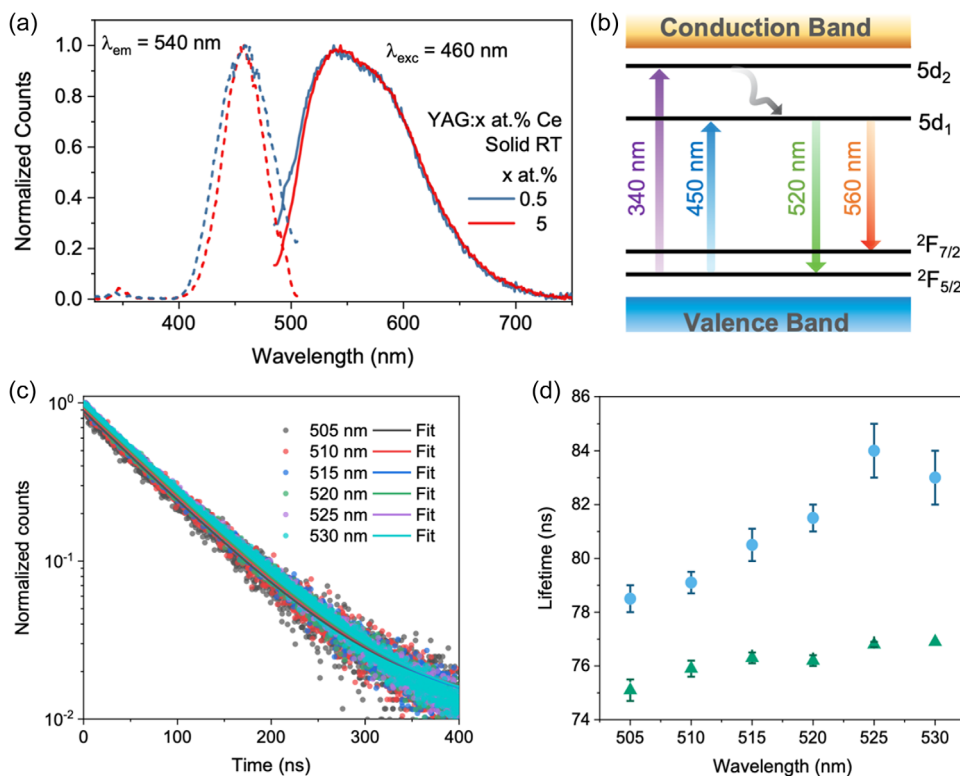 (a)
λem = 540 nm
λexc = 460 nm
YAG:x at.% Ce
Solid RT
x at.%
0.5
5
Normalized Counts
1.0
0.8
0.6
0.4
0.2
0.0
400 500 600 700
Wavelength (nm)
(b)
Conduction Band
5d2
5d1
340 nm
450 nm
520 nm
560 nm
2F7/2
2F5/2
Valence Band
(c)
505 nm Fit
510 nm Fit
515 nm Fit
520 nm Fit
525 nm Fit
530 nm Fit
Normalized counts
10^0
10^-1
10^-2
0 100 200 300 400
Time (ns)
(d)
Lifetime (ns)
86
84
82
80
78
76
74
505 510 515 520 525 530
Wavelength (nm)